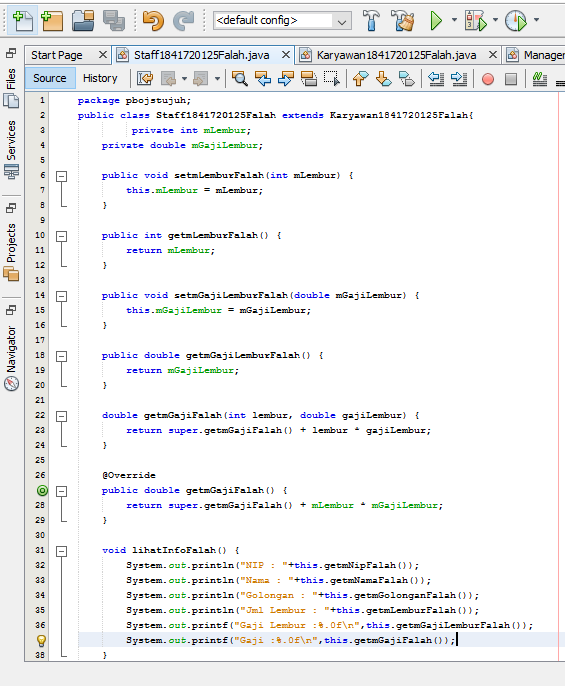 <default config>
Files
Services
Projects
Navigator
Start Page Staff1841720125Falah.java Karyawan1841720125Falah.java Manager
Source History
1 package pbojstujuh;
2 public class Staff1841720125Falah extends Karyawan1841720125Falah{
3 private int mLembur;
4 private double mGajiLembur;
5
6 public void setmLemburFalah(int mLembur) {
7 this.mLembur = mLembur;
8 }
9
10 public int getmLemburFalah() {
11 return mLembur;
12 }
13
14 public void setmGajiLemburFalah(double mGajiLembur) {
15 this.mGajiLembur = mGajiLembur;
16 }
17
18 public double getmGajiLemburFalah() {
19 return mGajiLembur;
20 }
21
22 double getmGajiFalah(int lembur, double gajiLembur) {
23 return super.getmGajiFalah() + lembur * gajiLembur;
24 }
25
26 @Override
public double getmGajiFalah() {
28 return super.getmGajiFalah() + mLembur * mGajiLembur;
29 }
30
31 void lihatInfoFalah() {
32 System.out.println("NIP : "+this.getmNipFalah());
33 System.out.println("Nama : "+this.getmNamaFalah());
34 System.out.println("Golongan : "+this.getmGolonganFalah());
35 System.out.println("Jml Lembur : "+this.getmLemburFalah());
36 System.out.printf("Gaji Lembur :%.0f\n",this.getmGajiLemburFalah());
System.out.printf("Gaji :%.0f\n",this.getmGajiFalah());
38 }